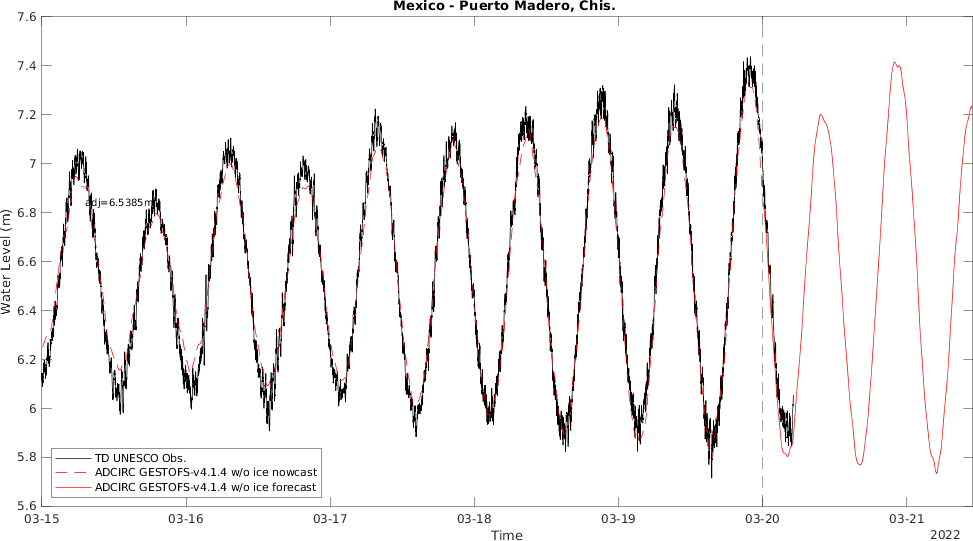 Mexico - Puerto Madero, Chis.
7.6
7.4
7.2
7
6.8
6.6
6.4
6.2
6
5.8
5.6
Water Level (m)
adj=6.5385m
TD UNESCO Obs.
ADCIRC GESTOFS-v4.1.4 w/o ice nowcast
ADCIRC GESTOFS-v4.1.4 w/o ice forecast
03-15 03-16 03-17 03-18 03-19 03-20 03-21
Time
2022